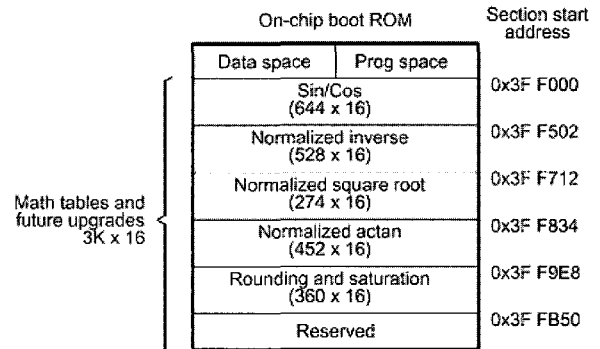 On-chip boot ROM
Section start
address
Data space
Prog space
0x3F F000
Sin/Cos
(644 x 16)
0x3F F502
Normalized inverse
(528 x 16)
0x3F F712
Normalized square root
(274 x 16)
0x3F F834
Normalized actan
(452 x 16)
0x3F F9E8
Rounding and saturation
(360 x 16)
0x3F FB50
Reserved
Math tables and
future upgrades
3K x 16